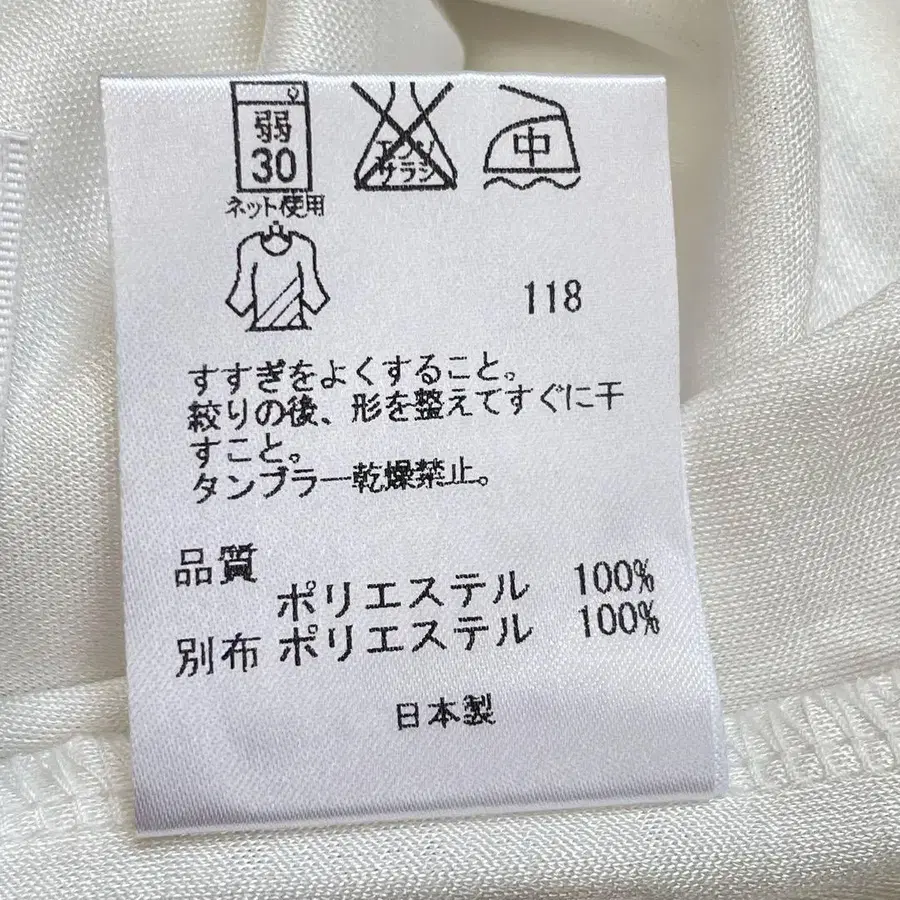 弱
30
ネット使用
エンソ
サラシ
中
118
すすぎをよくすること。
絞りの後、形を整えてすぐに干
すこと。
タンブラー乾燥禁止。
品質
ポリエステル 100%
別布 ポリエステル 100%
日本製